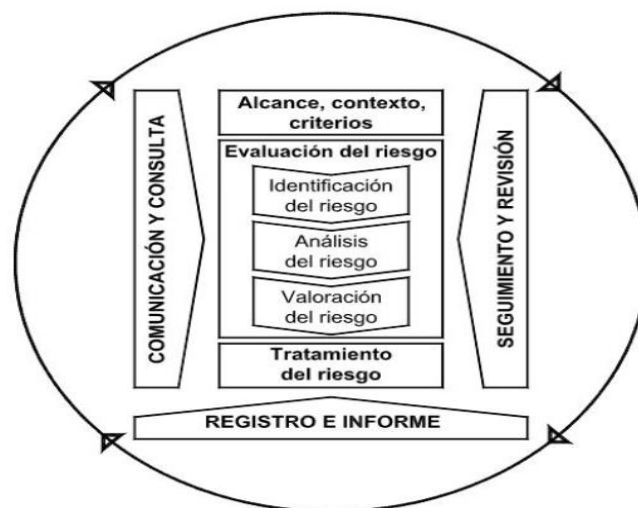 Alcance, contexto,
criterios
Evaluación del riesgo
Identificación
del riesgo
Análisis
del riesgo
Valoración
del riesgo
Tratamiento
del riesgo
COMUNICACIÓN Y CONSULTA
SEGUIMIENTO Y REVISIÓN
REGISTRO E INFORME